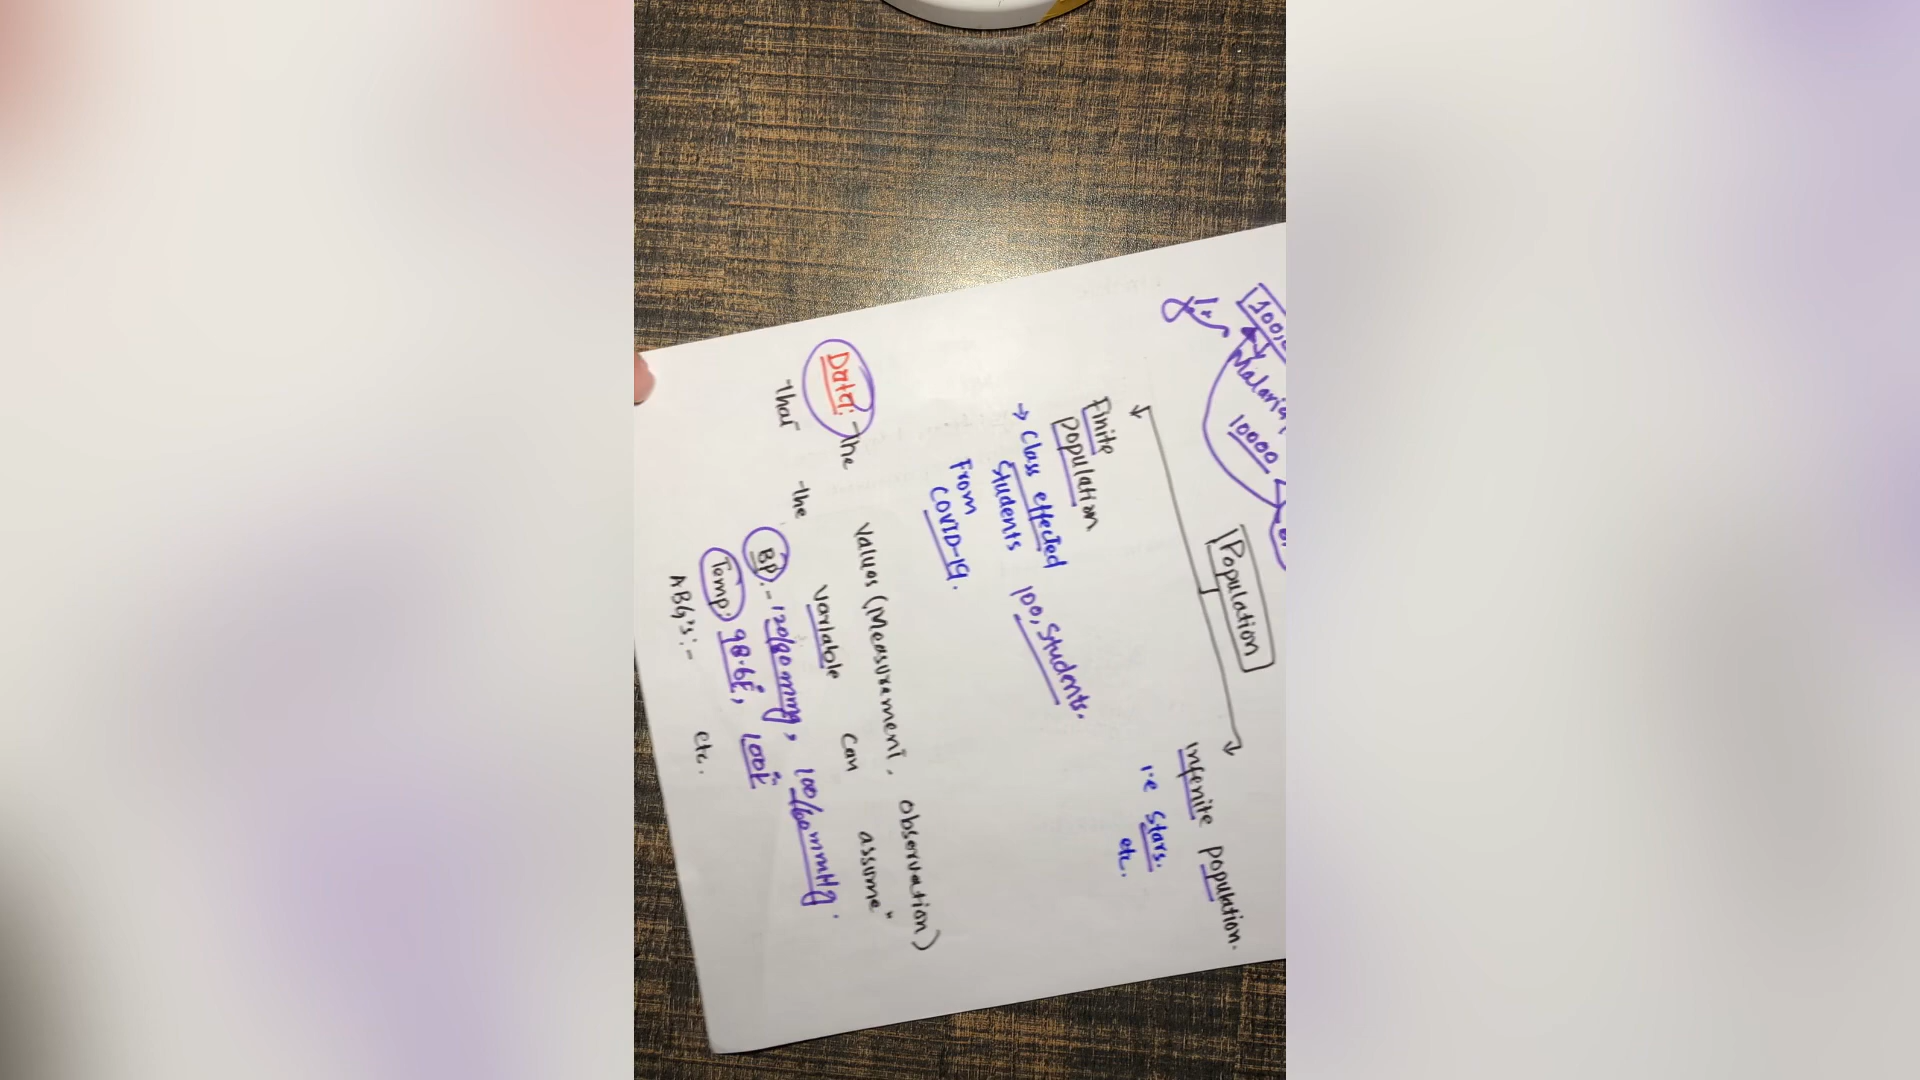 100,
Malaria,
10000
Population
Finite
Population
Infenite population.
i.e Stars.
etc.
→ Class effected
Students 100, Students.
From
COVID-19.
Data: the values (Measurement, observation)
that the variable can assume"
BP:- 120/80 mmHg, 100/60 mmHg.
Temp: 98.6F, 100F
ABG's:- etc.